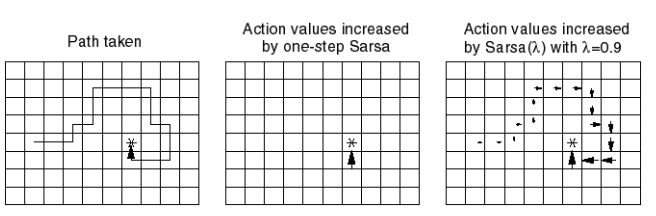 Path taken
Action values increased
by one-step Sarsa
Action values increased
by Sarsa(λ) with λ=0.9